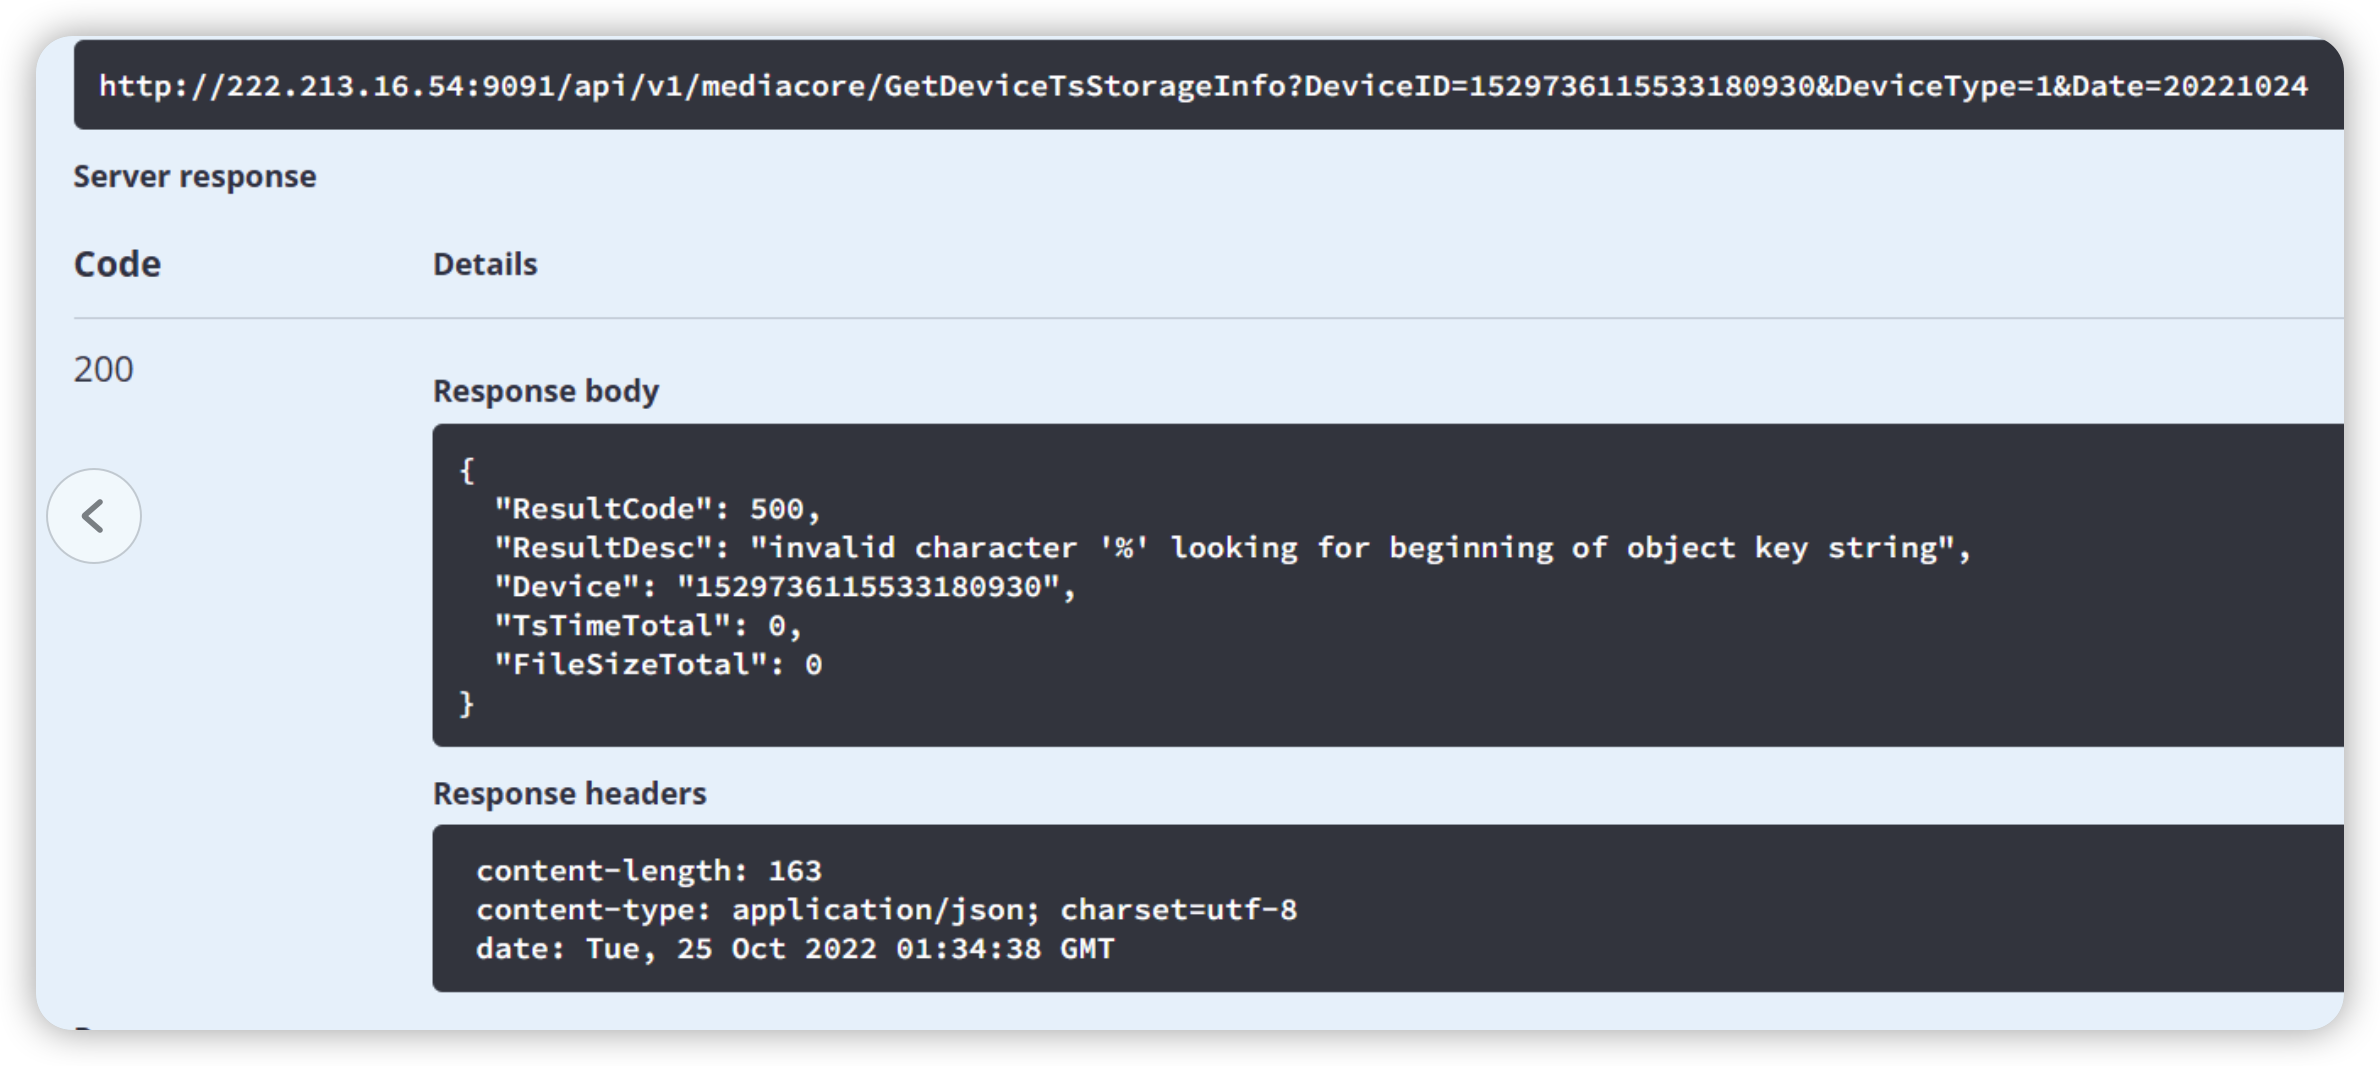 http://222.213.16.54:9091/api/v1/mediacore/GetDeviceTsStorageInfo?DeviceID=1529736115533180930&DeviceType=1&Date=20221024
Server response
Code Details
200
Response body
{
  "ResultCode": 500,
  "ResultDesc": "invalid character '%' looking for beginning of object key string",
  "Device": "1529736115533180930",
  "TsTimeTotal": 0,
  "FileSizeTotal": 0
}
Response headers
content-length: 163
content-type: application/json; charset=utf-8
date: Tue, 25 Oct 2022 01:34:38 GMT